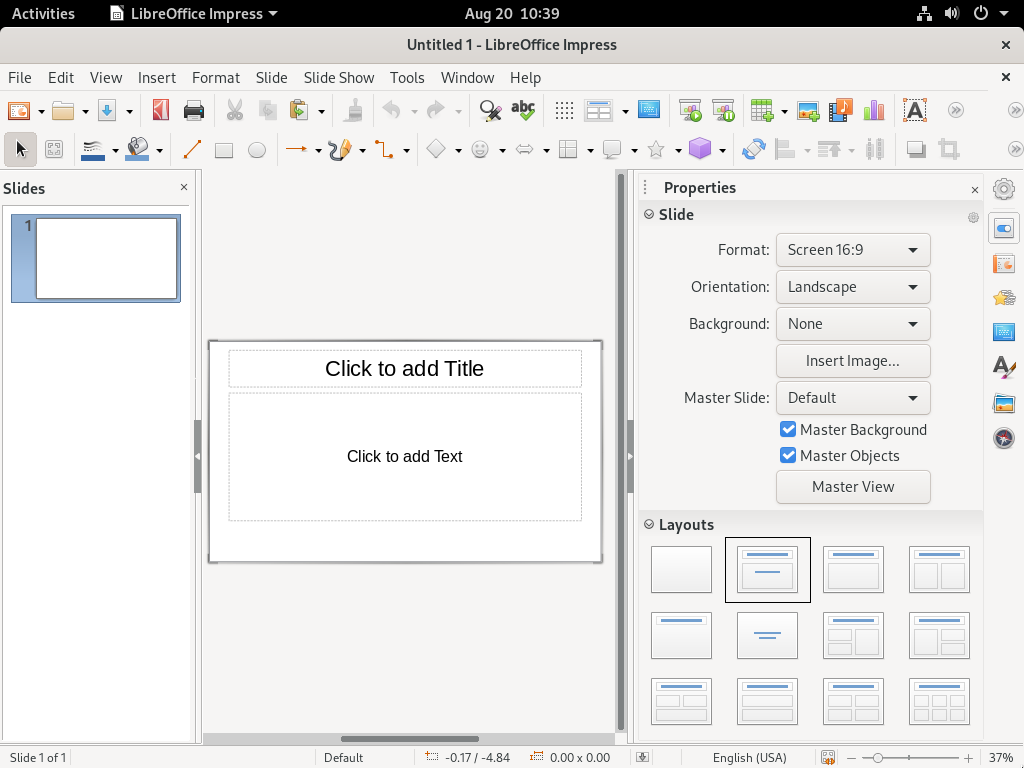 Activities
LibreOffice Impress
Aug 20 10:39
Untitled 1 - LibreOffice Impress
File Edit View Insert Format Slide Slide Show Tools Window Help
abc
A
Slides
1
Click to add Title
Click to add Text
Properties
Slide
Format: Screen 16:9
Orientation: Landscape
Background: None
Insert Image...
Master Slide: Default
Master Background
Master Objects
Master View
Layouts
A
Slide 1 of 1
Default
-0.17 / -4.84
0.00 x 0.00
English (USA)
37%